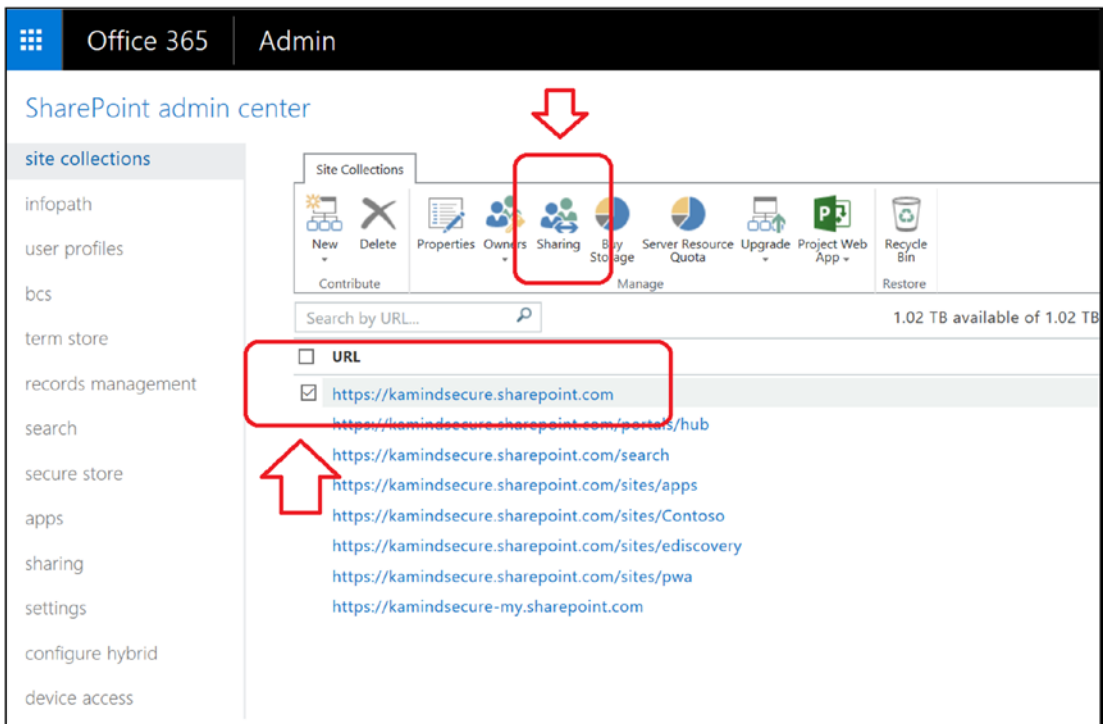 Office 365 Admin
SharePoint admin center
site collections
infopath
user profiles
bcs
term store
records management
search
secure store
apps
sharing
settings
configure hybrid
device access
Site Collections
New
Delete
Properties
Owners
Sharing
Buy Storage
Server Resource Quota
Upgrade
Project Web App
Recycle Bin
Contribute
Manage
Restore
Search by URL...
1.02 TB available of 1.02 TB
URL
https://kamindsecure.sharepoint.com
https://kamindsecure.sharepoint.com/portals/hub
https://kamindsecure.sharepoint.com/search
https://kamindsecure.sharepoint.com/sites/apps
https://kamindsecure.sharepoint.com/sites/Contoso
https://kamindsecure.sharepoint.com/sites/ediscovery
https://kamindsecure.sharepoint.com/sites/pwa
https://kamindsecure-my.sharepoint.com